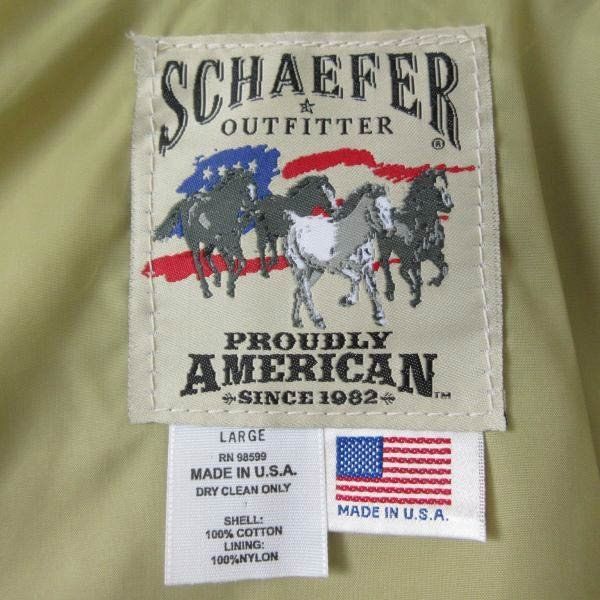 SCHAEFER
OUTFITTER
®
PROUDLY
AMERICAN
SINCE 1982 ™
LARGE
RN 98599
MADE IN U.S.A.
DRY CLEAN ONLY
SHELL:
100% COTTON
LINING:
100%NYLON
MADE IN U.S.A.